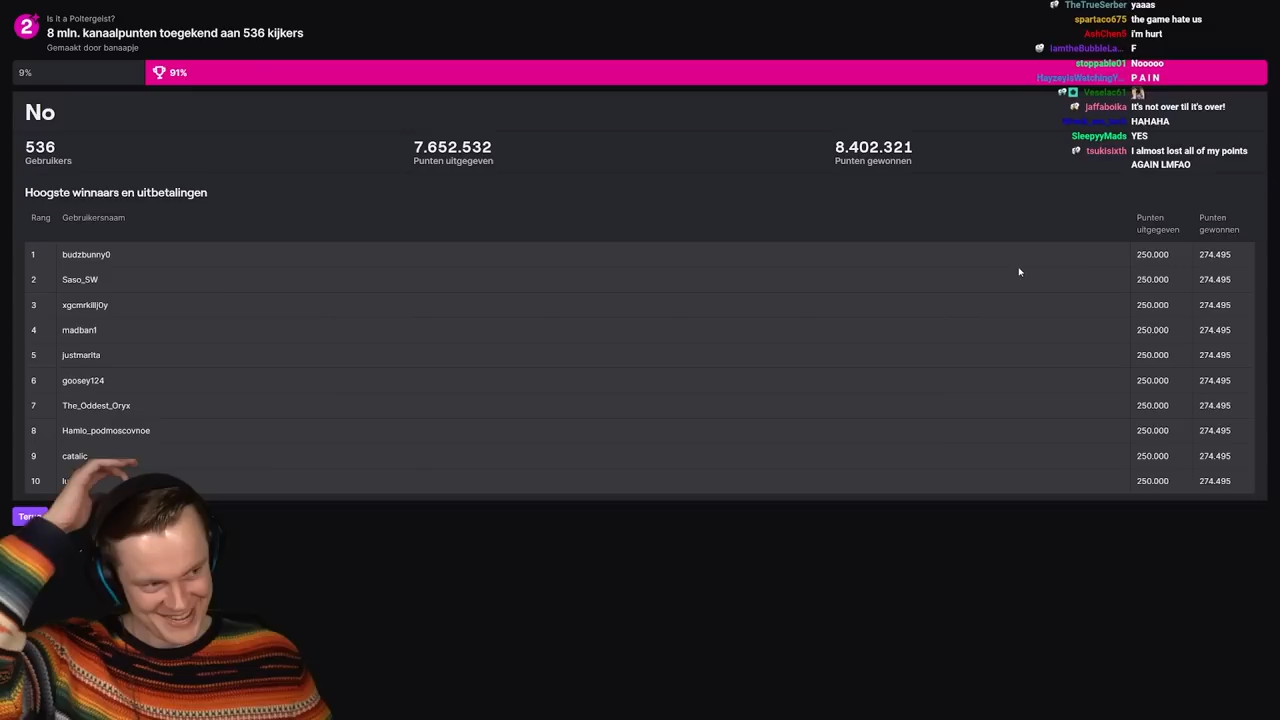 2
Is it a Poltergeist?
8 mln. kanaalpunten toegekend aan 536 kijkers
Gemaakt door banaapje
9%
91%
No
536
Gebruikers
7.652.532
Punten uitgegeven
8.402.321
Punten gewonnen
Hoogste winnaars en uitbetalingen
Rang Gebruikersnaam Punten uitgegeven Punten gewonnen
1 budzbunny0 250.000 274.495
2 Saso_SW 250.000 274.495
3 xgcmrkillj0y 250.000 274.495
4 madban1 250.000 274.495
5 justmarita 250.000 274.495
6 goosey124 250.000 274.495
7 The_Oddest_Oryx 250.000 274.495
8 Hamlo_podmoscovnoe 250.000 274.495
9 250.000 274.495
10 250.000 274.495
TheTrueSerber yaaas
spartaco675 the game hate us
AshChen5 i'm hurt
iamtheBubbleLa... F
stoppable01 Nooooo
HayzeyIsWatchingY... P A I N
Veselac61
jaffaboika it's not over til it's over!
HAHAHA
SleepyyMads YES
tsukisixth I almost lost all of my points
AGAIN LMFAO